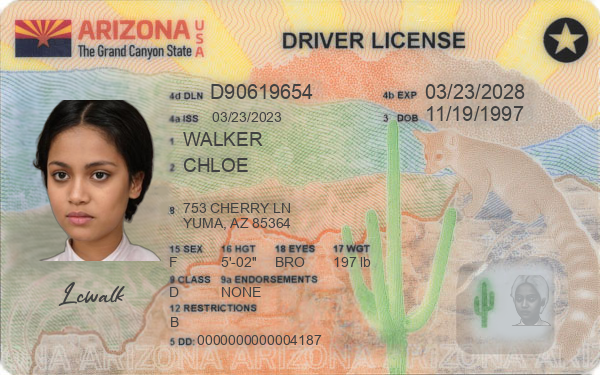 ARIZONA USA
The Grand Canyon State
DRIVER LICENSE
4d DLN D90619654
4b EXP 03/23/2028
4a ISS 03/23/2023
3 DOB 11/19/1997
1 WALKER
2 CHLOE
8 753 CHERRY LN
YUMA, AZ 85364
15 SEX 16 HGT 18 EYES 17 WGT
F 5'-02" BRO 197 lb
9 CLASS 9a ENDORSEMENTS
D NONE
12 RESTRICTIONS
B
Lcwalk
5 DD: 0000000000004187
ONA ARIZONA ARIZONA ARIZONA ARIZON